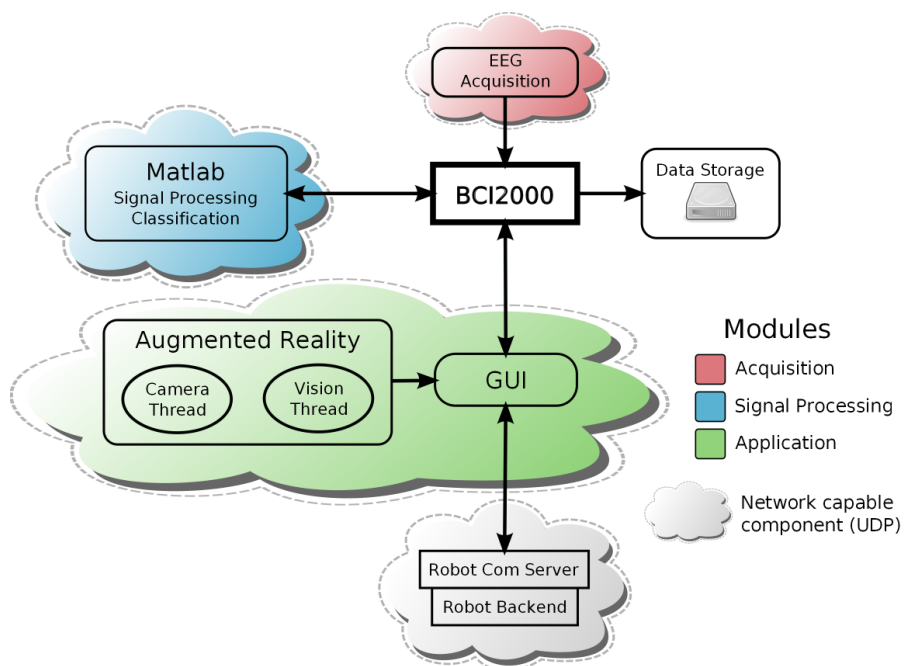 EEG
Acquisition
Matlab
Signal Processing
Classification
BCI2000
Data Storage
Augmented Reality
Camera
Thread
Vision
Thread
GUI
Modules
Acquisition
Signal Processing
Application
Network capable
component (UDP)
Robot Com Server
Robot Backend